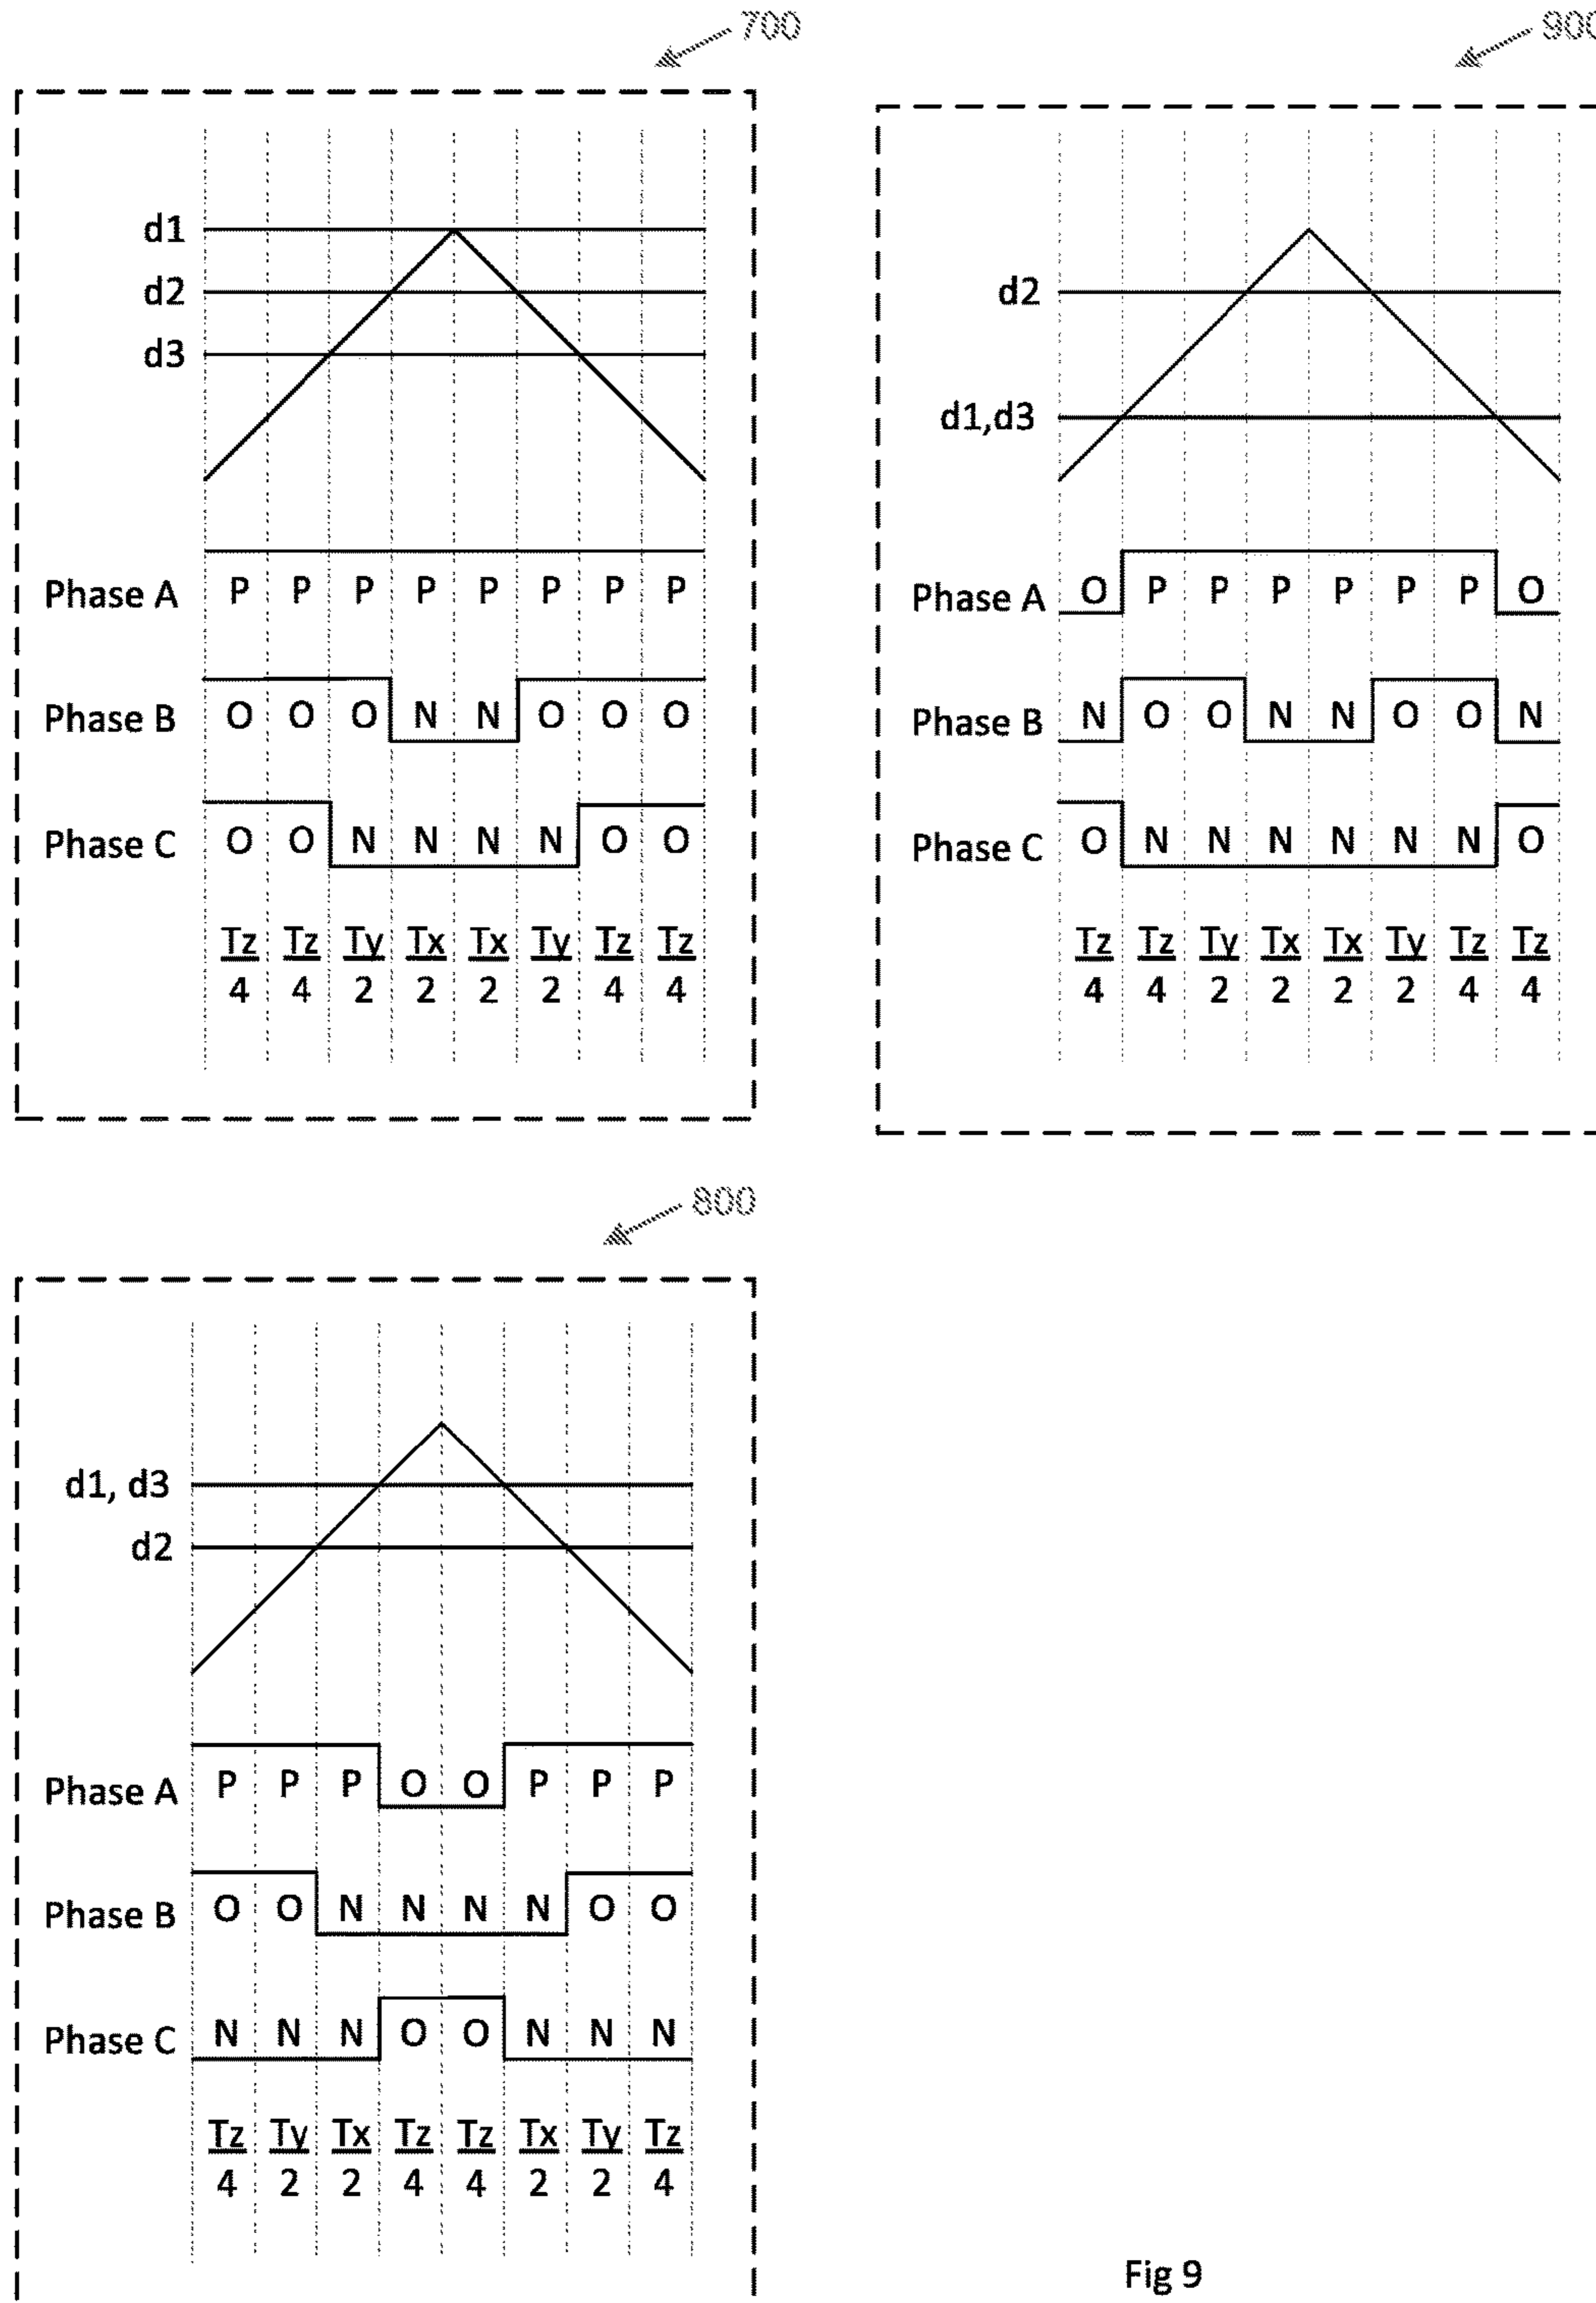 700
d1
d2
d3
Phase A P P P P P P P P
Phase B O O O N N O O O
Phase C O O N N N N O O
Tz/4 Tz/4 Ty/2 Tx/2 Tx/2 Ty/2 Tz/4 Tz/4
900
d2
d1,d3
Phase A O P P P P P P O
Phase B N O O N N O O N
Phase C O N N N N N N O
Tz/4 Tz/4 Ty/2 Tx/2 Tx/2 Ty/2 Tz/4 Tz/4
800
d1, d3
d2
Phase A P P P O O P P P
Phase B O O N N N N O O
Phase C N N N O O N N N
Tz/4 Ty/2 Tx/2 Tz/4 Tz/4 Tx/2 Ty/2 Tz/4
Fig 9